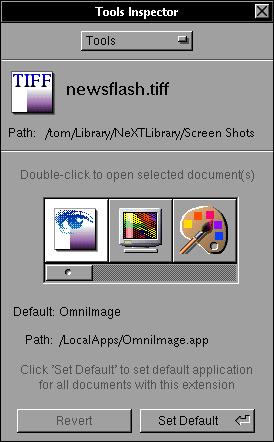 Tools Inspector
Tools
TIFF
newsflash.tiff
Path: /tom/Library/NeXTLibrary/Screen Shots
Double-click to open selected document(s)
Default: OmniImage
Path: /LocalApps/OmniImage.app
Click 'Set Default' to set default application
for all documents with this extension
Revert
Set Default